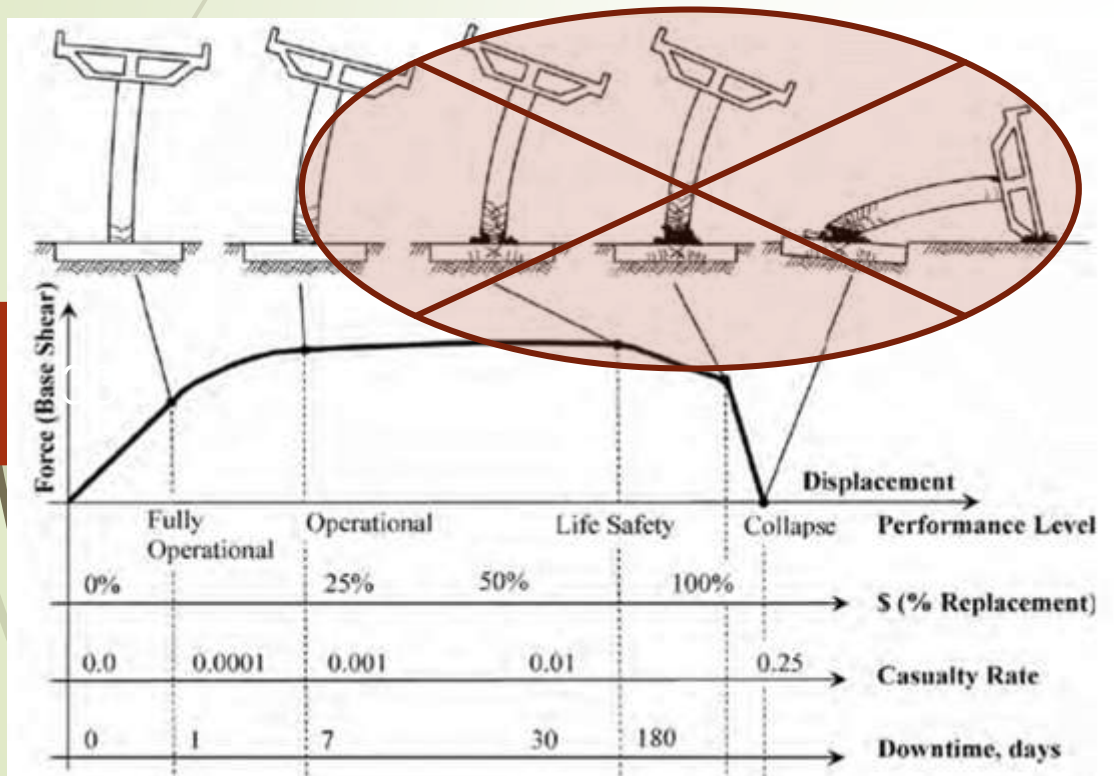 Force (Base Shear)
Displacement
Fully
Operational
Operational
Life Safety
Collapse
Performance Level
0%
25%
50%
100%
$ (% Replacement)
0.0
0.0001
0.001
0.01
0.25
Casualty Rate
0
1
7
30
180
Downtime, days